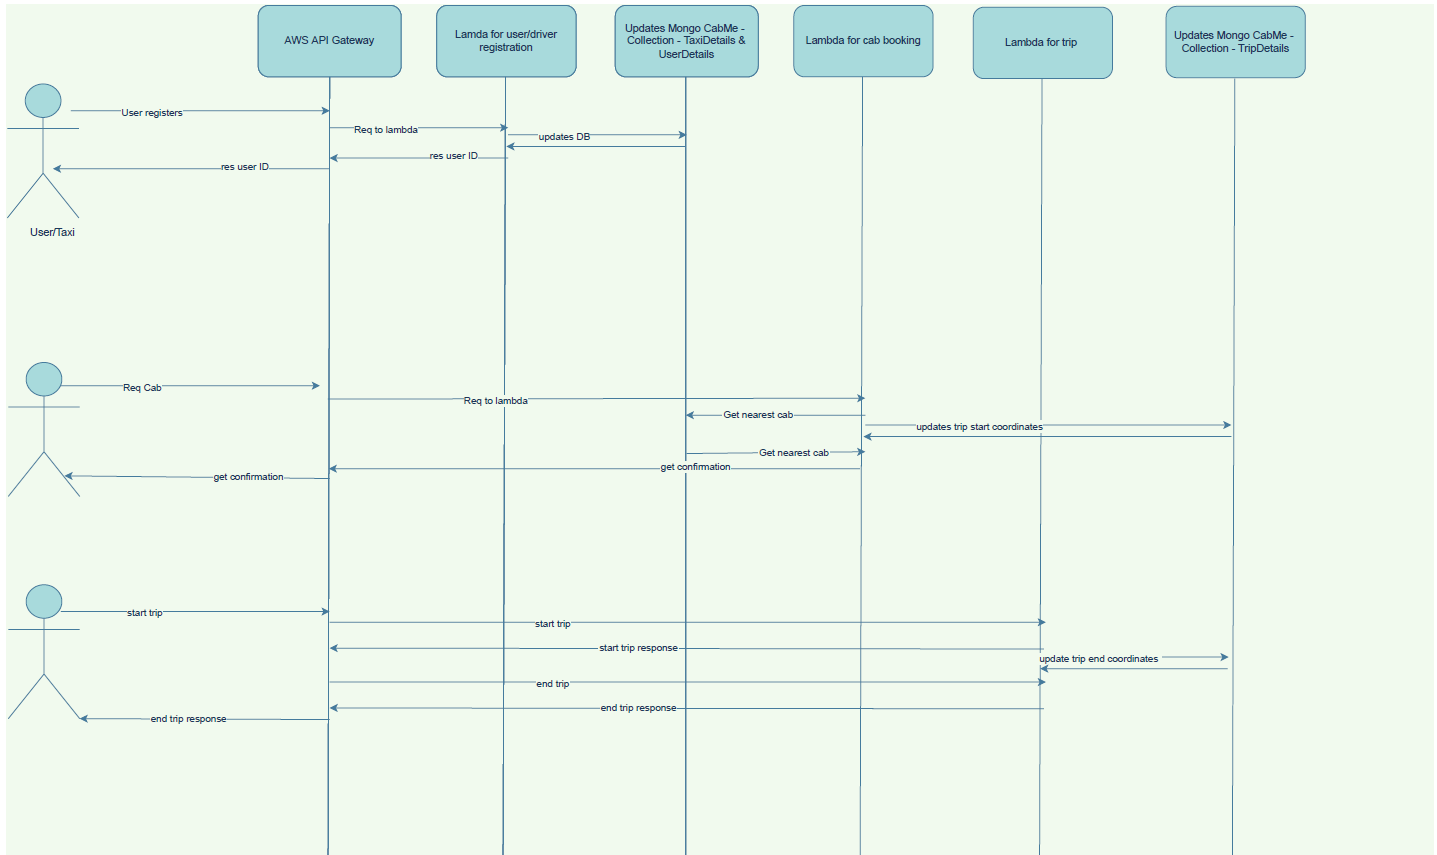 AWS API Gateway
Lamda for user/driver
registration
Updates Mongo CabMe -
Collection - TaxiDetails &
UserDetails
Lambda for cab booking
Lambda for trip
Updates Mongo CabMe -
Collection - TripDetails
User registers
Req to lambda
updates DB
res user ID
res user ID
User/Taxi
Req Cab
Req to lambda
Get nearest cab
updates trip start coordinates
Get nearest cab
get confirmation
get confirmation
start trip
start trip
start trip response
update trip end coordinates
end trip
end trip response
end trip response